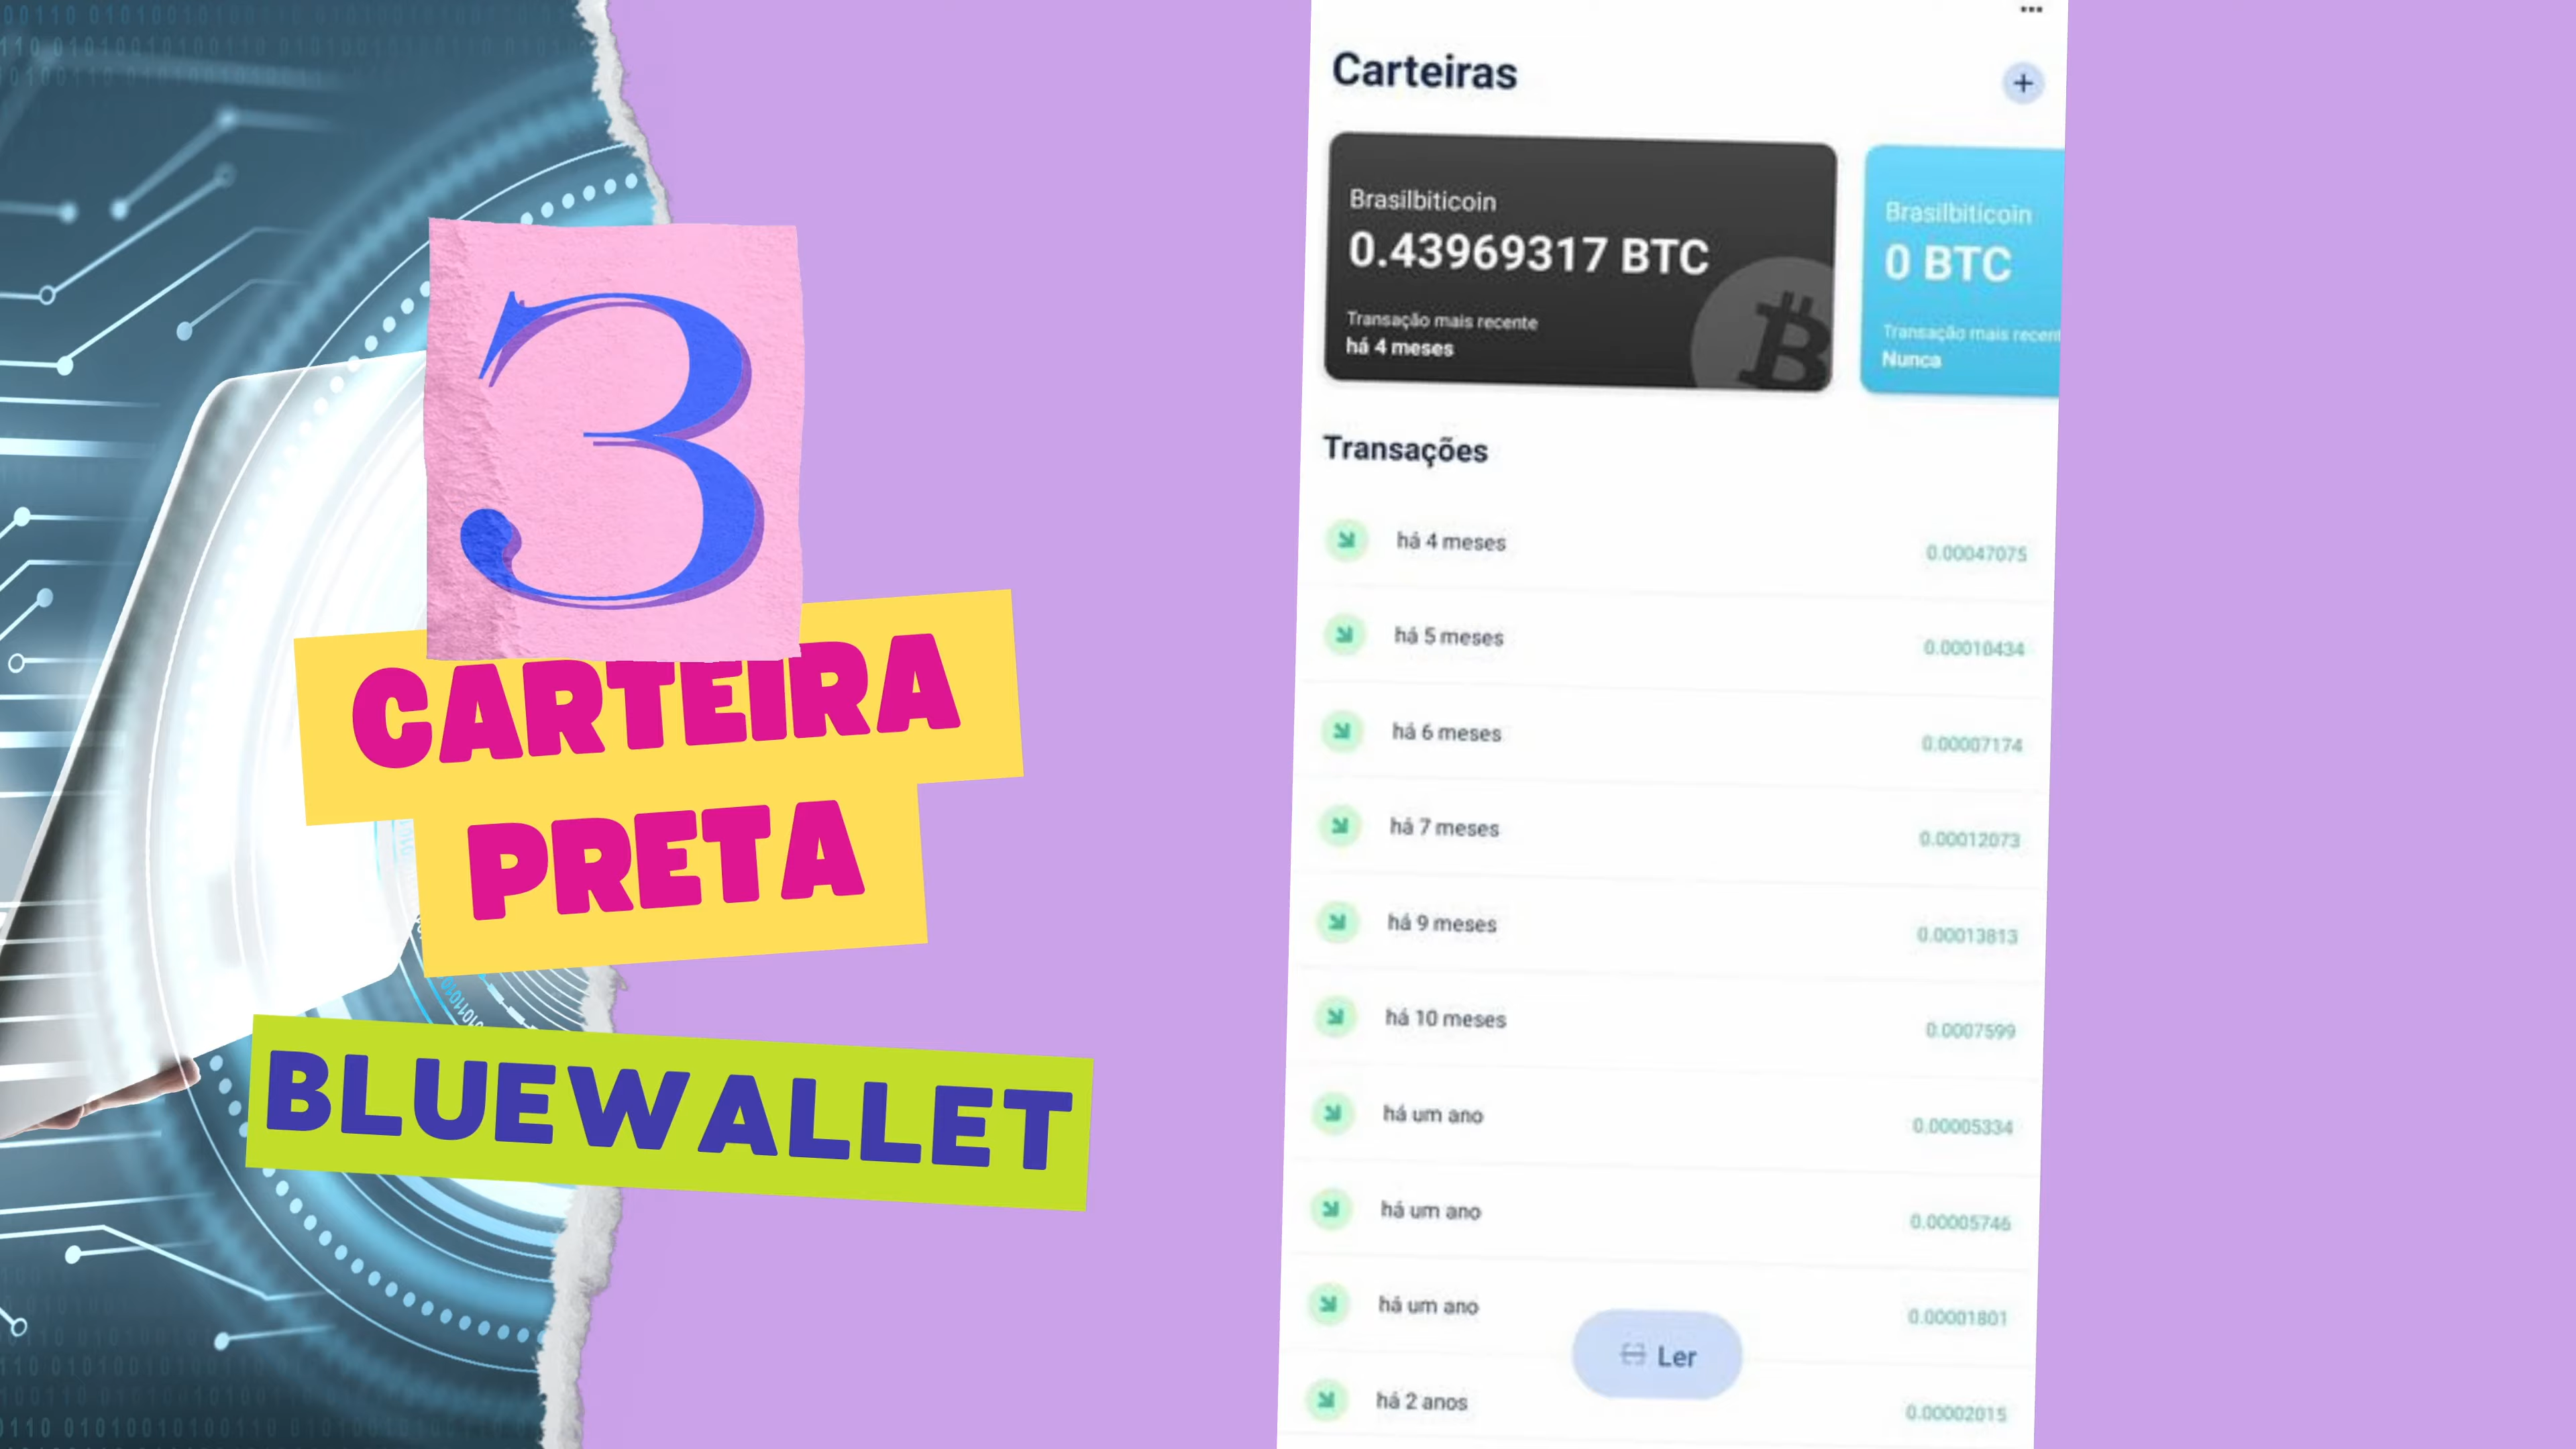 3
CARTEIRA
PRETA
BLUEWALLET
Carteiras
Brasilbiticoin
0.43969317 BTC
Transação mais recente
há 4 meses
Brasilbiticoin
0 BTC
Transação mais recent
Nunca
Transações
há 4 meses 0.00047075
há 5 meses 0.00010434
há 6 meses 0.00007174
há 7 meses 0.00012073
há 9 meses 0.00013813
há 10 meses 0.0007599
há um ano 0.00005334
há um ano 0.00005746
há um ano 0.00001801
Ler
há 2 anos 0.00002015